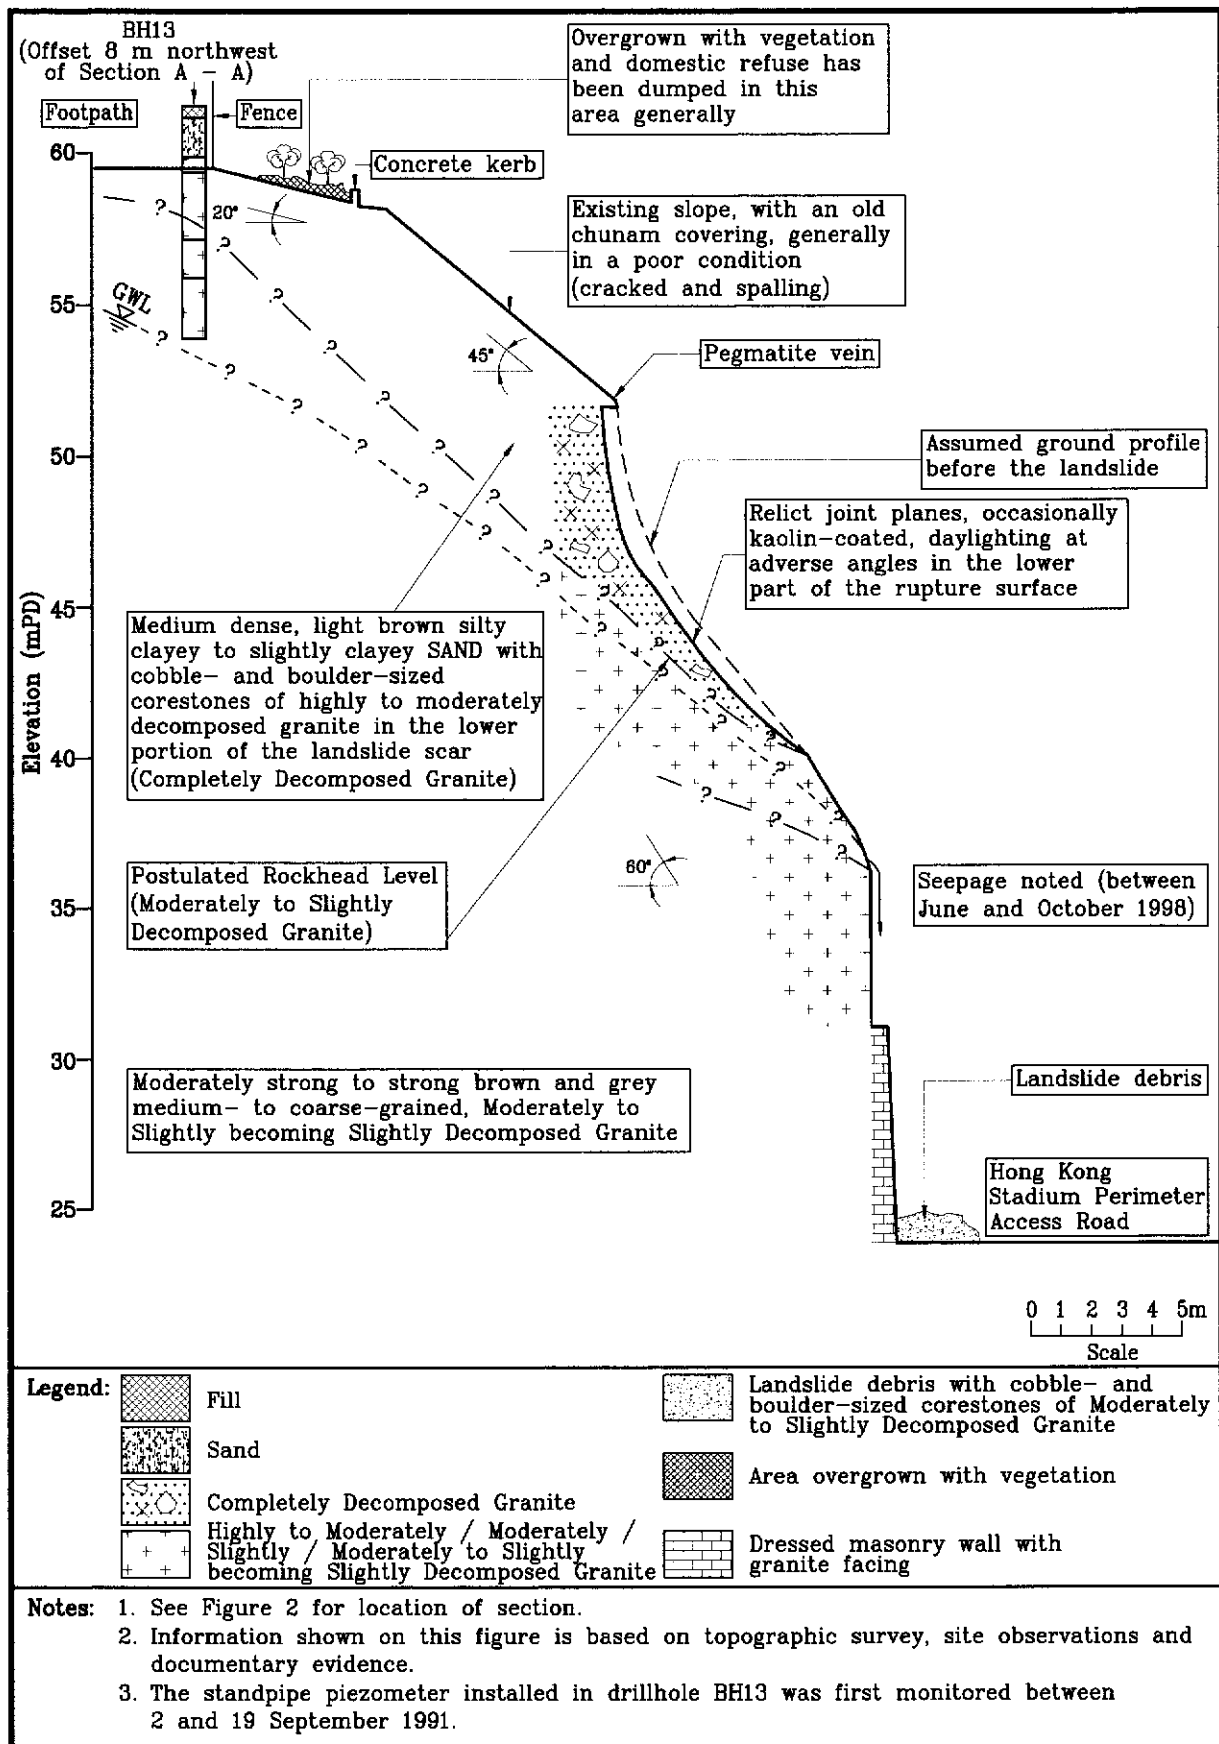 BH13
(Offset 8 m northwest
of Section A - A)
Footpath
Fence
Overgrown with vegetation
and domestic refuse has
been dumped in this
area generally
Concrete kerb
Existing slope, with an old
chunam covering, generally
in a poor condition
(cracked and spalling)
Pegmatite vein
Assumed ground profile
before the landslide
Relict joint planes, occasionally
kaolin-coated, daylighting at
adverse angles in the lower
part of the rupture surface
20°
45°
60°
GWL
? ? ? ? ? ? ? ? ? ? ? ?
? ? ? ? ? ? ? ? ? ? ? ?
? ? ?
Elevation (mPD)
60
55
50
45
40
35
30
25
Medium dense, light brown silty
clayey to slightly clayey SAND with
cobble- and boulder-sized
corestones of highly to moderately
decomposed granite in the lower
portion of the landslide scar
(Completely Decomposed Granite)
Postulated Rockhead Level
(Moderately to Slightly
Decomposed Granite)
Seepage noted (between
June and October 1998)
Moderately strong to strong brown and grey
medium- to coarse-grained, Moderately to
Slightly becoming Slightly Decomposed Granite
Landslide debris
Hong Kong
Stadium Perimeter
Access Road
0 1 2 3 4 5m
Scale
Legend:
Fill
Sand
Completely Decomposed Granite
Highly to Moderately / Moderately /
Slightly / Moderately to Slightly
becoming Slightly Decomposed Granite
Landslide debris with cobble- and
boulder-sized corestones of Moderately
to Slightly Decomposed Granite
Area overgrown with vegetation
Dressed masonry wall with
granite facing
Notes: 1. See Figure 2 for location of section.
2. Information shown on this figure is based on topographic survey, site observations and
documentary evidence.
3. The standpipe piezometer installed in drillhole BH13 was first monitored between
2 and 19 September 1991.